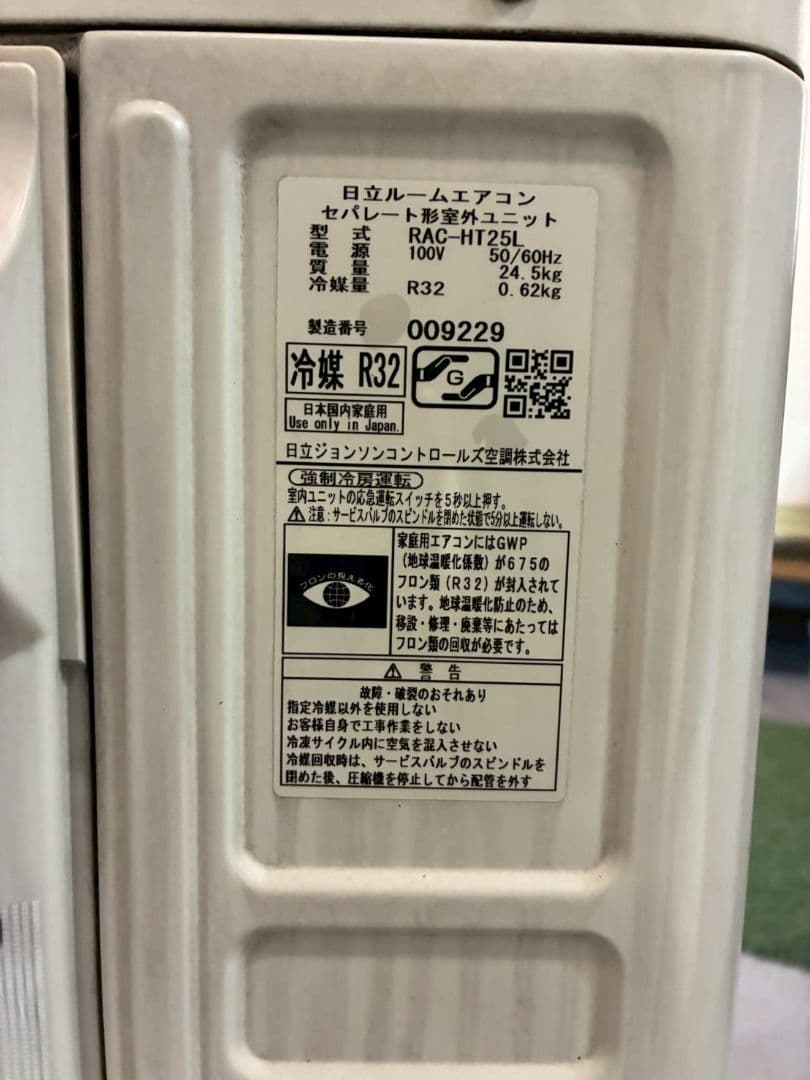 日立ルームエアコン
セパレート形室外ユニット
型式 RAC-HT25L
電源 100V 50/60Hz
質量 24.5kg
冷媒量 R32 0.62kg
製造番号 009229
冷媒 R32
G
日本国内家庭用
Use only in Japan.
日立ジョンソンコントロールズ空調株式会社
強制冷房運転
室内ユニットの応急運転スイッチを5秒以上押す。
⚠注意:サービスバルブのスピンドルを閉めた状態で5分以上運転しない。
フロンの見える化
家庭用エアコンにはGWP
(地球温暖化係数)が675の
フロン類(R32)が封入されて
います。地球温暖化防止のため、
移設・修理・廃棄等にあたっては
フロン類の回収が必要です。
⚠ 警告
故障・破裂のおそれあり
指定冷媒以外を使用しない
お客様自身で工事作業をしない
冷凍サイクル内に空気を混入させない
冷媒回収時は、サービスバルブのスピンドルを
閉めた後、圧縮機を停止してから配管を外す